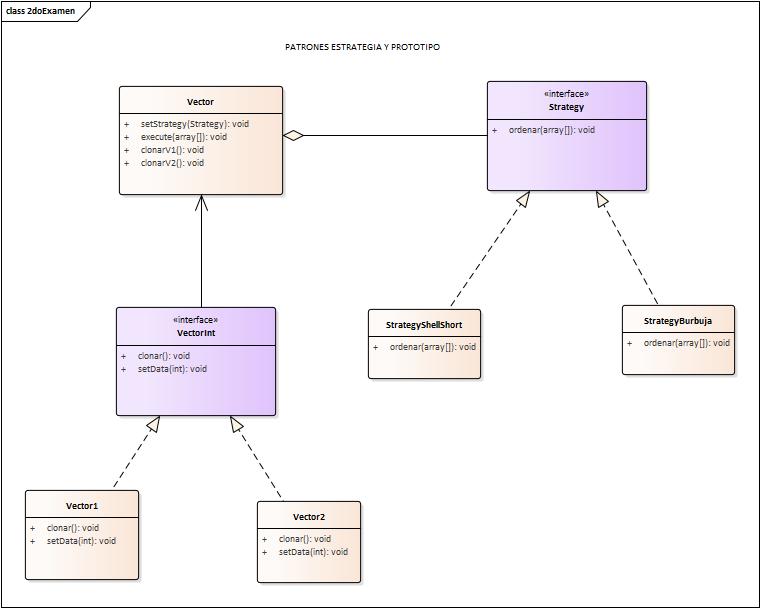 class 2doExamen
PATRONES ESTRATEGIA Y PROTOTIPO
Vector
+ setStrategy(Strategy): void
+ execute(array[]): void
+ clonarV1(): void
+ clonarV2(): void
«interface»
Strategy
+ ordenar(array[]): void
«interface»
VectorInt
+ clonar(): void
+ setData(int): void
StrategyShellShort
+ ordenar(array[]): void
StrategyBurbuja
+ ordenar(array[]): void
Vector1
+ clonar(): void
+ setData(int): void
Vector2
+ clonar(): void
+ setData(int): void